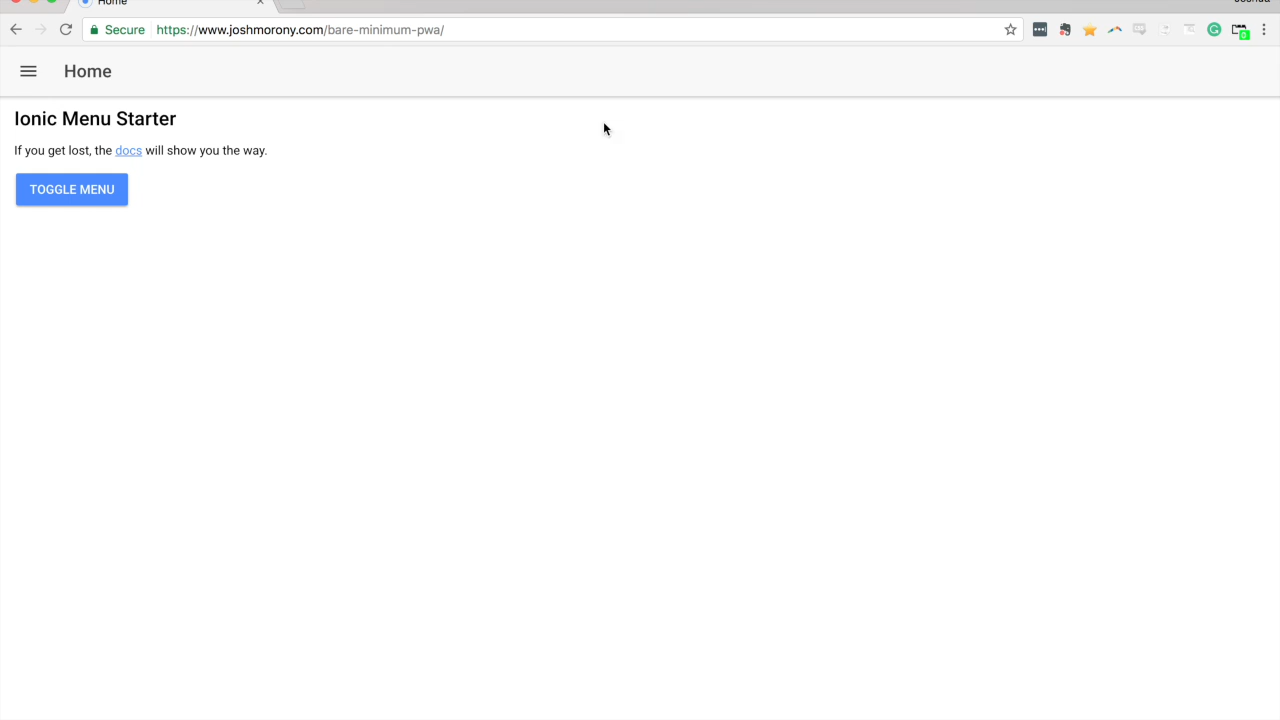 Home
Joshua
Secure https://www.joshmorony.com/bare-minimum-pwa/
Home
Ionic Menu Starter
If you get lost, the docs will show you the way.
TOGGLE MENU